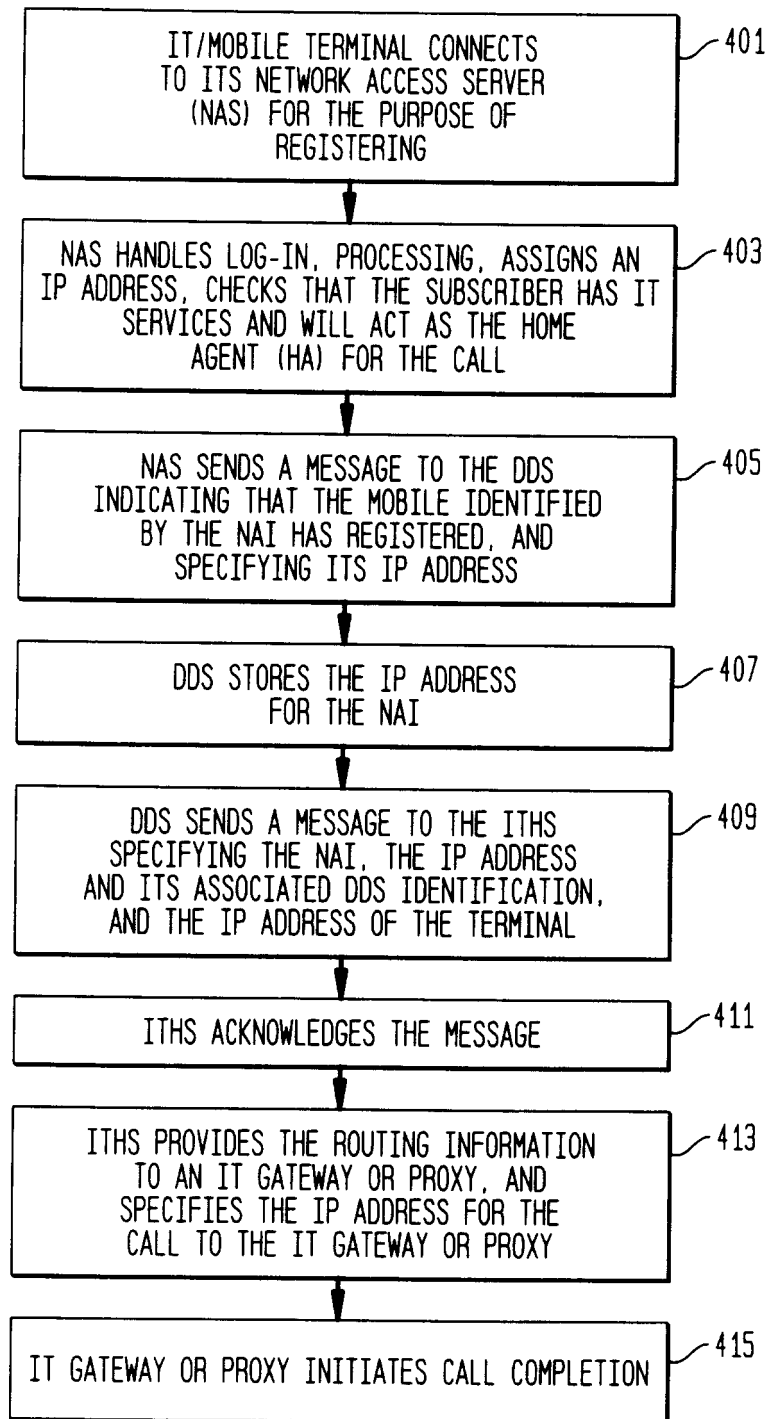 IT/MOBILE TERMINAL CONNECTS
TO ITS NETWORK ACCESS SERVER
(NAS) FOR THE PURPOSE OF
REGISTERING
401
NAS HANDLES LOG-IN, PROCESSING, ASSIGNS AN
IP ADDRESS, CHECKS THAT THE SUBSCRIBER HAS IT
SERVICES AND WILL ACT AS THE HOME
AGENT (HA) FOR THE CALL
403
NAS SENDS A MESSAGE TO THE DDS
INDICATING THAT THE MOBILE IDENTIFIED
BY THE NAI HAS REGISTERED, AND
SPECIFYING ITS IP ADDRESS
405
DDS STORES THE IP ADDRESS
FOR THE NAI
407
DDS SENDS A MESSAGE TO THE ITHS
SPECIFYING THE NAI, THE IP ADDRESS
AND ITS ASSOCIATED DDS IDENTIFICATION,
AND THE IP ADDRESS OF THE TERMINAL
409
ITHS ACKNOWLEDGES THE MESSAGE
411
ITHS PROVIDES THE ROUTING INFORMATION
TO AN IT GATEWAY OR PROXY, AND
SPECIFIES THE IP ADDRESS FOR THE
CALL TO THE IT GATEWAY OR PROXY
413
IT GATEWAY OR PROXY INITIATES CALL COMPLETION
415